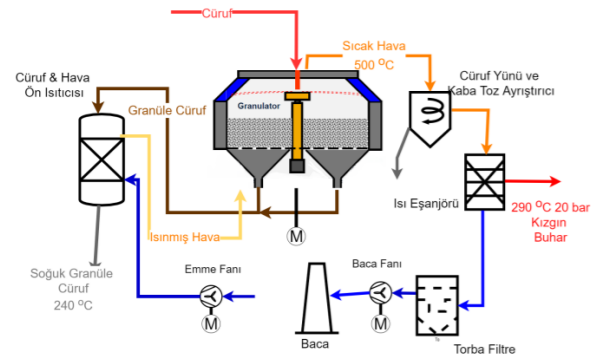 Cüruf
Sıcak Hava
500 °C
Cüruf Yünü ve
Kaba Toz Ayrıştırıcı
Cüruf & Hava
Ön Isıtıcısı
Granüle Cüruf
Granulator
Isı Eşanjörü
290 °C 20 bar
Kızgın
Buhar
Isınmış Hava
M
Soğuk Granüle
Cüruf
240 °C
Emme Fanı
M
Baca Fanı
M
Baca
Torba Filtre